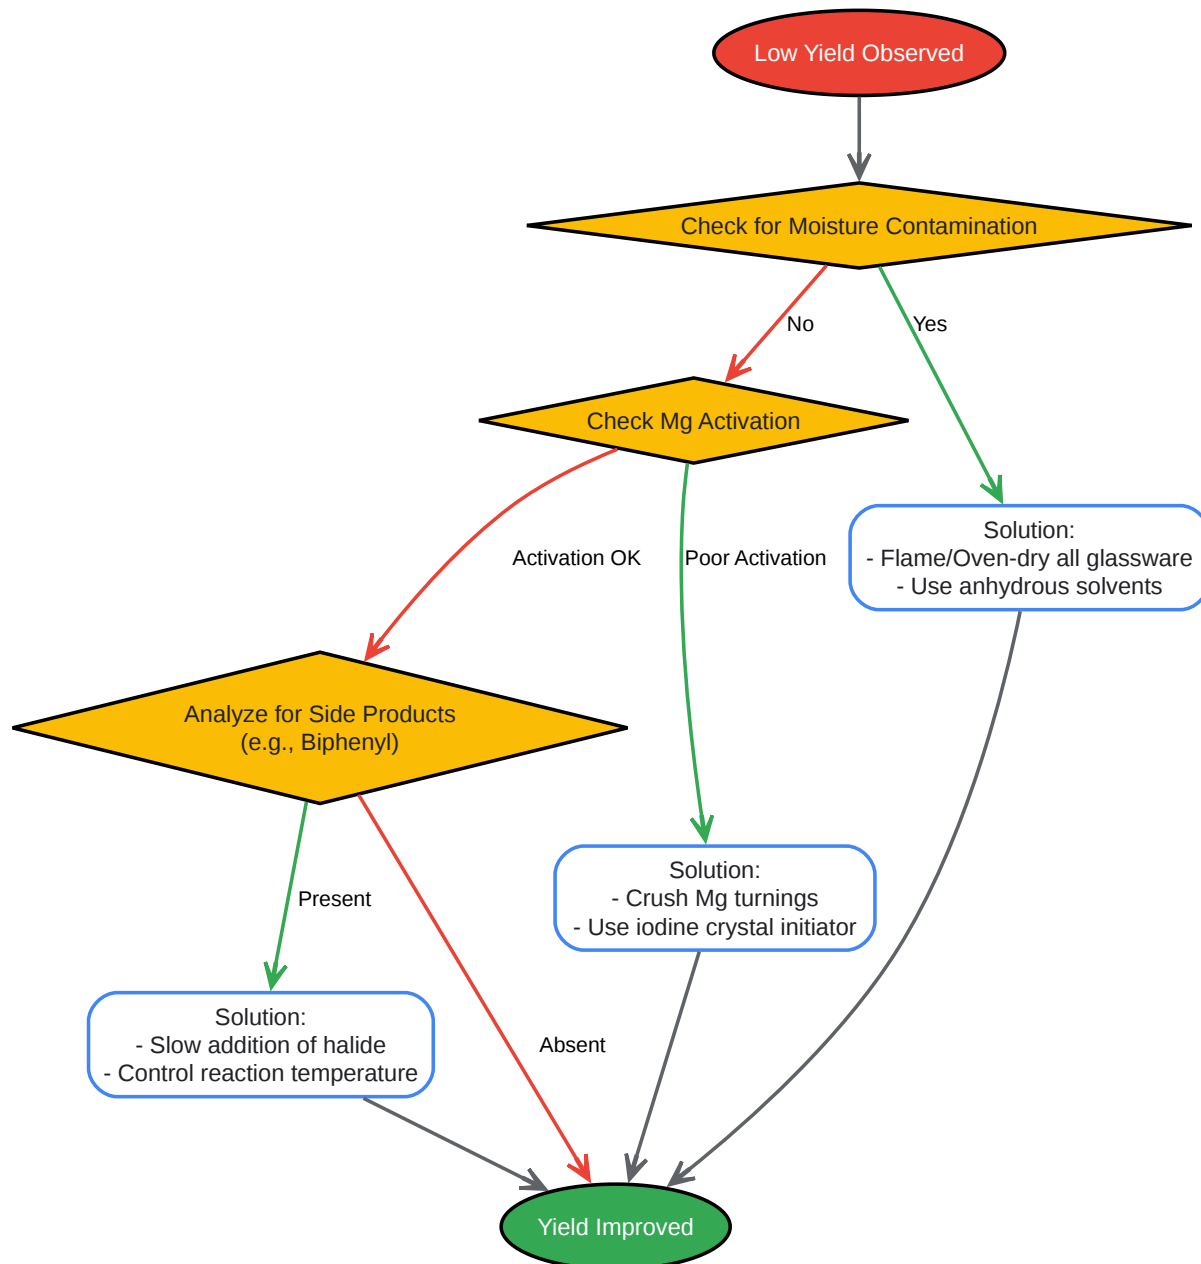 Low Yield Observed
Check for Moisture Contamination
No
Yes
Check Mg Activation
Solution:
- Flame/Oven-dry all glassware
- Use anhydrous solvents
Activation OK
Poor Activation
Analyze for Side Products
(e.g., Biphenyl)
Solution:
- Crush Mg turnings
- Use iodine crystal initiator
Present
Solution:
- Slow addition of halide
- Control reaction temperature
Absent
Yield Improved